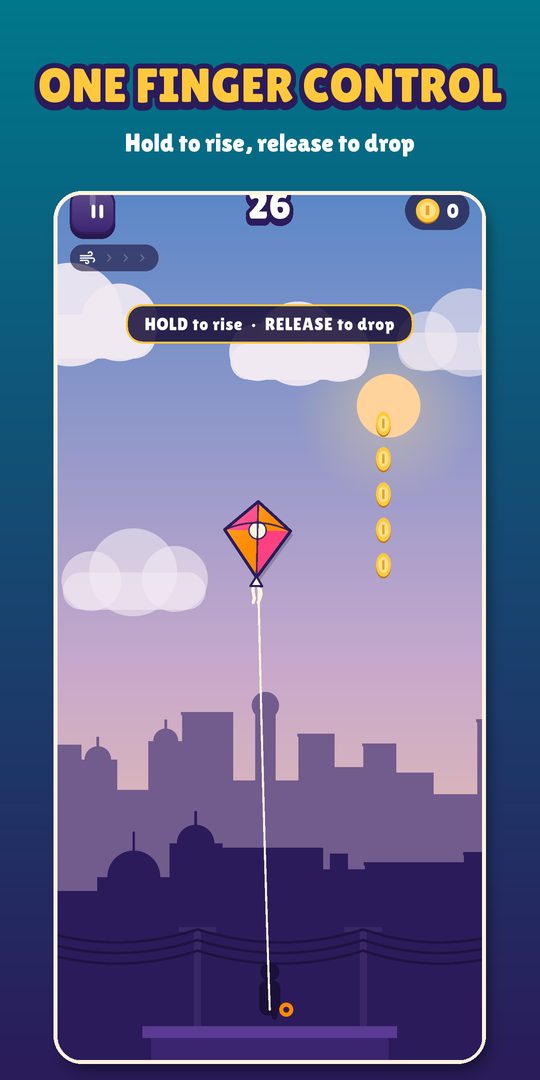 ONE FINGER CONTROL
Hold to rise, release to drop
26
0
HOLD to rise · RELEASE to drop